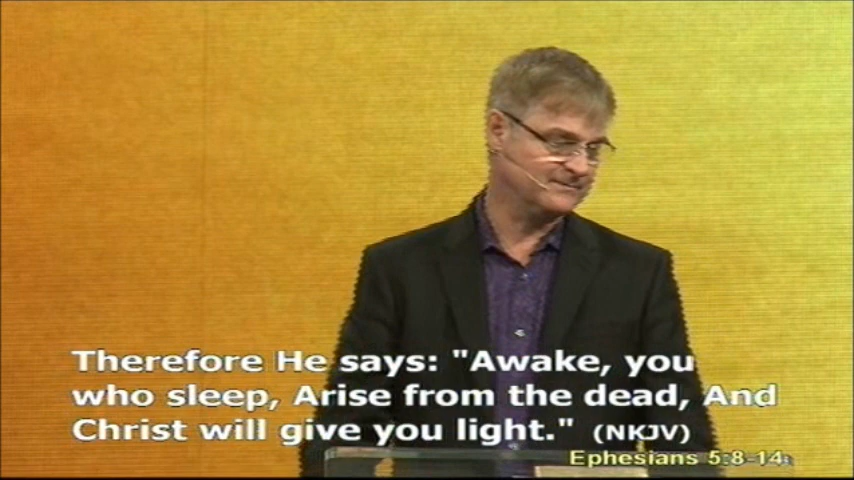 Therefore He says: "Awake, you
who sleep, Arise from the dead, And
Christ will give you light." (NKJV)
Ephesians 5:8-14